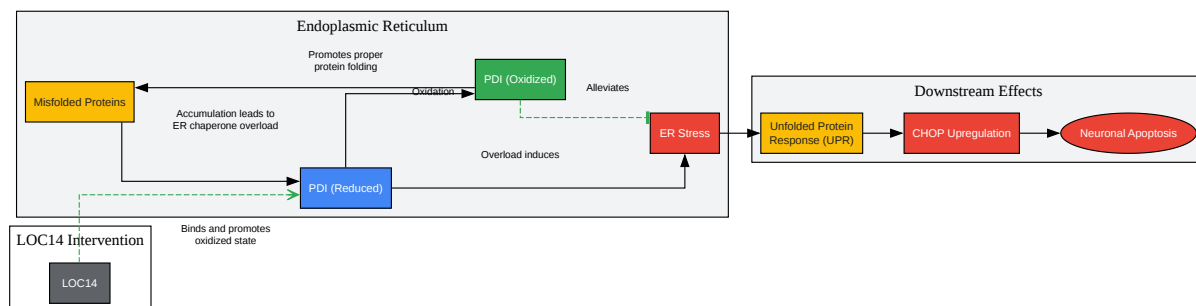 Endoplasmic Reticulum
Promotes proper
protein folding
PDI (Oxidized)
Misfolded Proteins
Oxidation
Alleviates
Accumulation leads to
ER chaperone overload
ER Stress
Overload induces
PDI (Reduced)
Binds and promotes
oxidized state
Downstream Effects
Unfolded Protein
Response (UPR)
CHOP Upregulation
Neuronal Apoptosis
LOC14 Intervention
LOC14